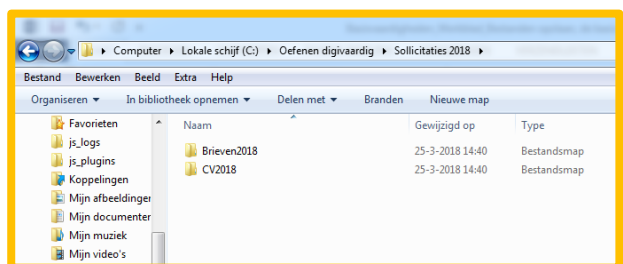 Computer ▸ Lokale schijf (C:) ▸ Oefenen digivaardig ▸ Sollicitaties 2018 ▸
Bestand Bewerken Beeld Extra Help
Organiseren ▾ In bibliotheek opnemen ▾ Delen met ▾ Branden Nieuwe map
Favorieten
js_logs
js_plugins
Koppelingen
Mijn afbeeldingen
Mijn documenten
Mijn muziek
Mijn video's
Naam Gewijzigd op Type
Brieven2018 25-3-2018 14:40 Bestandsmap
CV2018 25-3-2018 14:40 Bestandsmap